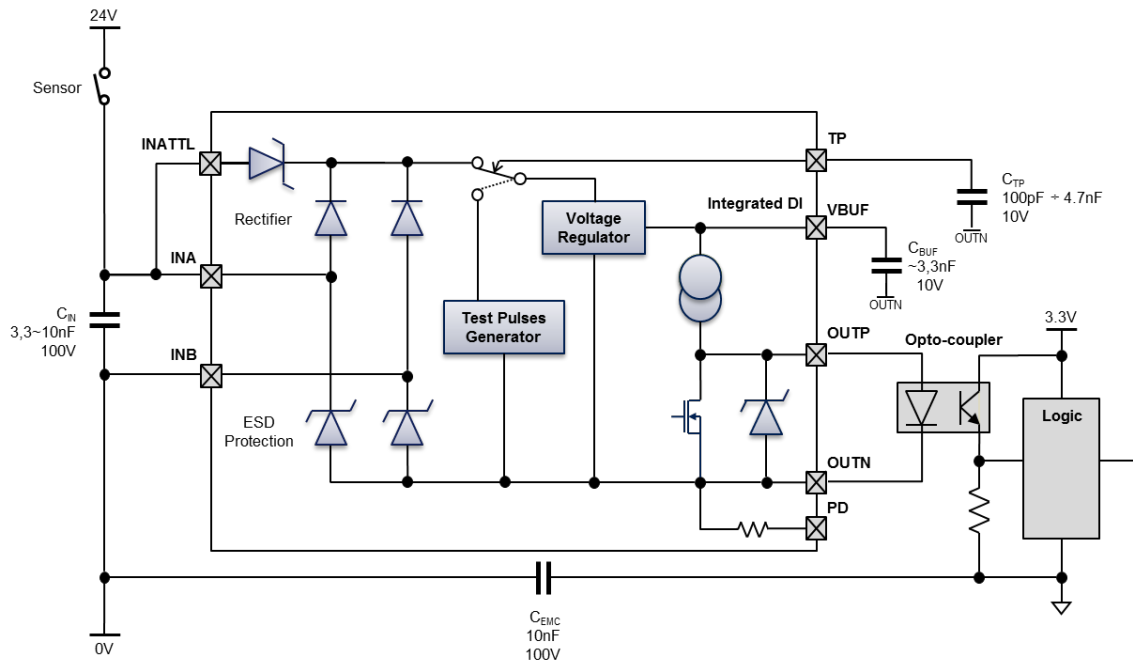 24V
Sensor
INATTL
TP
Rectifier
Integrated DI
C_TP
100pF ÷ 4.7nF
10V
OUTN
Voltage
Regulator
VBUF
INA
C_BUF
~3,3nF
10V
OUTN
C_IN
3,3~10nF
100V
Test Pulses
Generator
3.3V
OUTP
Opto-coupler
INB
Logic
ESD
Protection
OUTN
PD
C_EMC
10nF
100V
0V